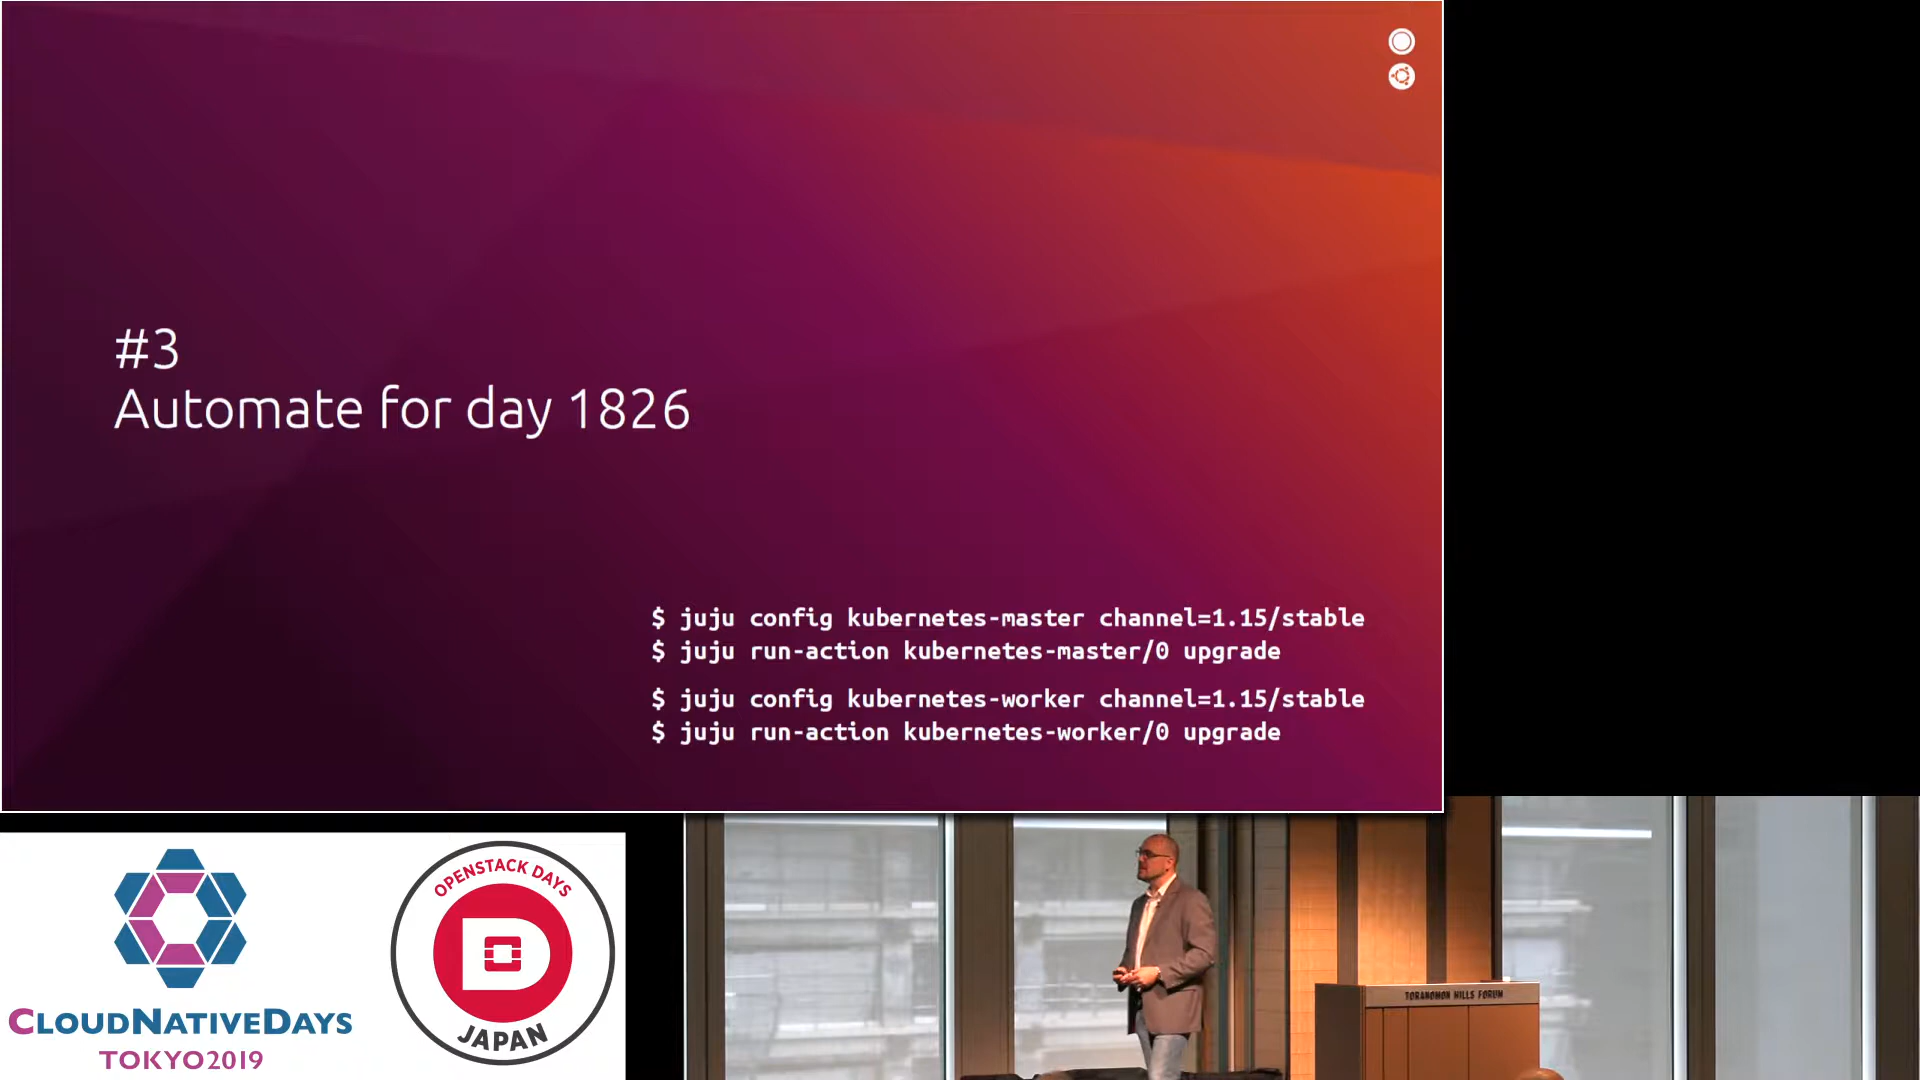 #3
Automate for day 1826
$ juju config kubernetes-master channel=1.15/stable
$ juju run-action kubernetes-master/0 upgrade
$ juju config kubernetes-worker channel=1.15/stable
$ juju run-action kubernetes-worker/0 upgrade
OPENSTACK DAYS
JAPAN
CLOUDNATIVEDAYS
TOKYO2019
TORANOMON HILLS FORUM